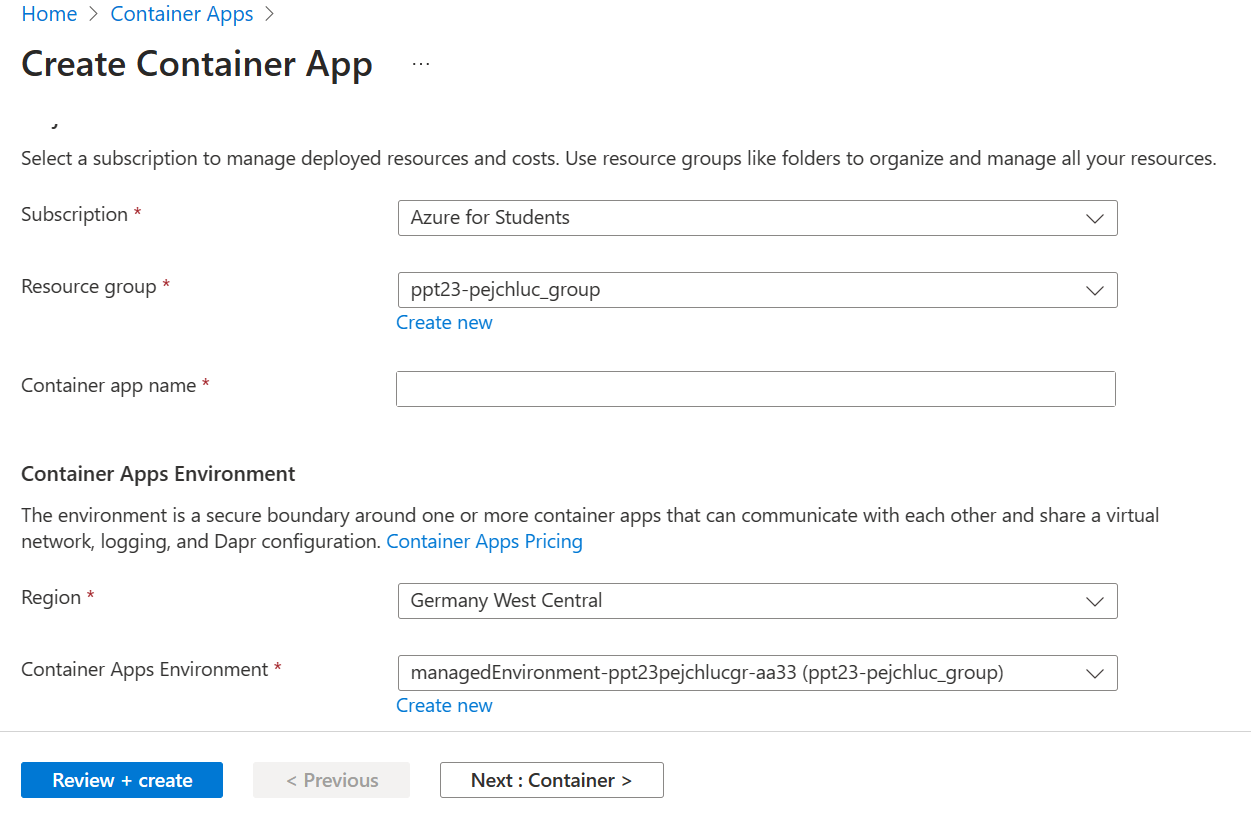 Home > Container Apps >
Create Container App ...
Select a subscription to manage deployed resources and costs. Use resource groups like folders to organize and manage all your resources.
Subscription * Azure for Students
Resource group * ppt23-pejchluc_group
Create new
Container app name *
Container Apps Environment
The environment is a secure boundary around one or more container apps that can communicate with each other and share a virtual
network, logging, and Dapr configuration. Container Apps Pricing
Region * Germany West Central
Container Apps Environment * managedEnvironment-ppt23pejchlucgr-aa33 (ppt23-pejchluc_group)
Create new
Review + create < Previous Next : Container >